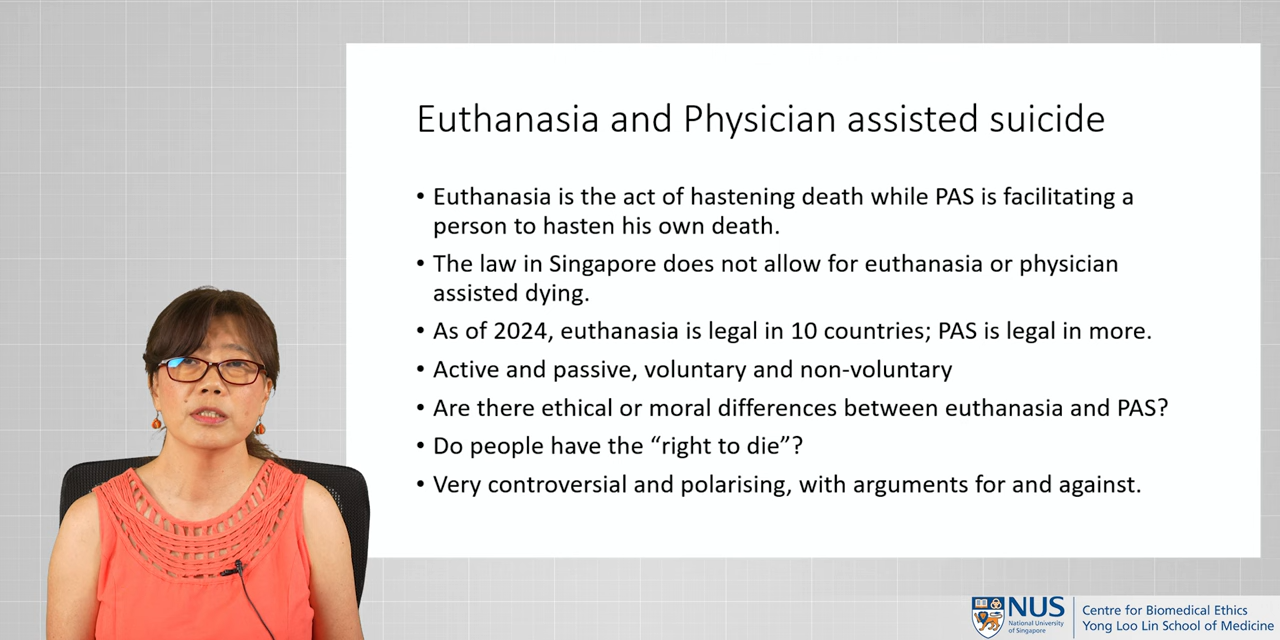 Euthanasia and Physician assisted suicide
• Euthanasia is the act of hastening death while PAS is facilitating a
person to hasten his own death.
• The law in Singapore does not allow for euthanasia or physician
assisted dying.
• As of 2024, euthanasia is legal in 10 countries; PAS is legal in more.
• Active and passive, voluntary and non-voluntary
• Are there ethical or moral differences between euthanasia and PAS?
• Do people have the “right to die”?
• Very controversial and polarising, with arguments for and against.
NUS
National University
of Singapore
Centre for Biomedical Ethics
Yong Loo Lin School of Medicine